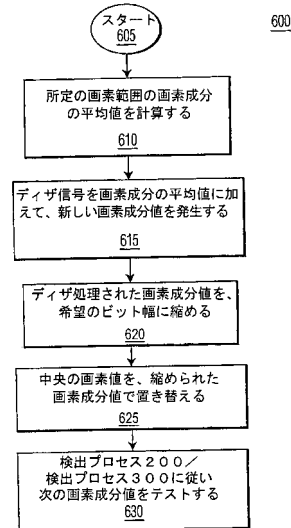 スタート
605
600
所定の画素範囲の画素成分
の平均値を計算する
610
ディザ信号を画素成分の平均値に加
えて、新しい画素成分値を発生する
615
ディザ処理された画素成分値を、
希望のビット幅に縮める
620
中央の画素値を、縮められた
画素成分値で置き替える
625
検出プロセス200／
検出プロセス300に従い
次の画素成分値をテストする
630